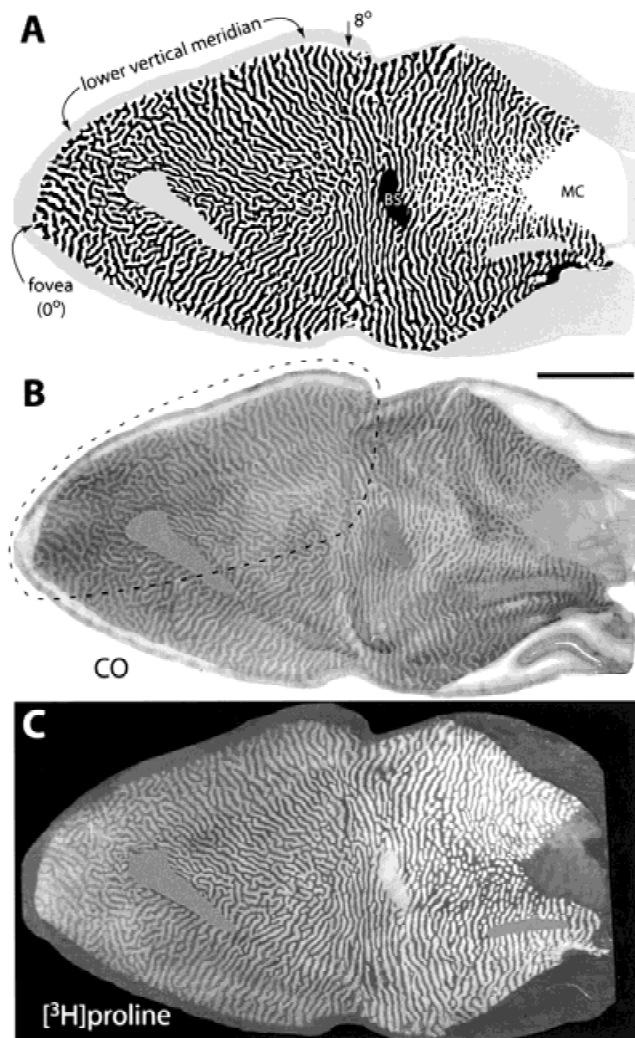 A
8°
lower vertical meridian
BS
MC
fovea
(0°)
B
CO
C
[³H]proline